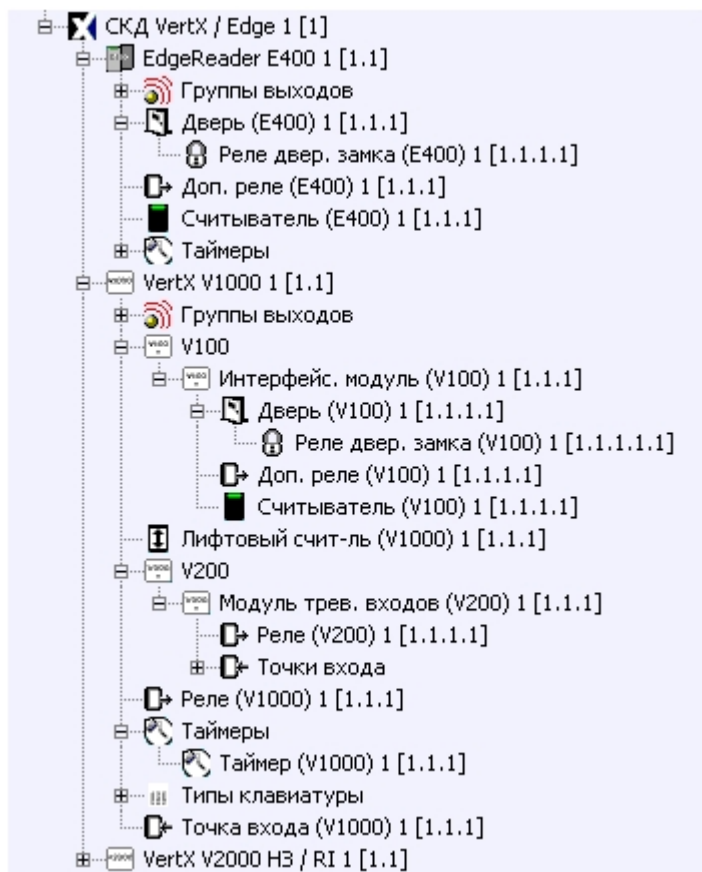 СКД VertX / Edge 1 [1]
EdgeReader E400 1 [1.1]
Группы выходов
Дверь (E400) 1 [1.1.1]
Реле двер. замка (E400) 1 [1.1.1.1]
Доп. реле (E400) 1 [1.1.1]
Считыватель (E400) 1 [1.1.1]
Таймеры
VertX V1000 1 [1.1]
Группы выходов
V100
Интерфейс. модуль (V100) 1 [1.1.1]
Дверь (V100) 1 [1.1.1.1]
Реле двер. замка (V100) 1 [1.1.1.1.1]
Доп. реле (V100) 1 [1.1.1.1]
Считыватель (V100) 1 [1.1.1.1]
Лифтовый счит-ль (V1000) 1 [1.1.1]
V200
Модуль трев. входов (V200) 1 [1.1.1]
Реле (V200) 1 [1.1.1.1]
Точки входа
Реле (V1000) 1 [1.1.1]
Таймеры
Таймер (V1000) 1 [1.1.1]
Типы клавиатуры
Точка входа (V1000) 1 [1.1.1]
VertX V2000 НЗ / RI 1 [1.1]